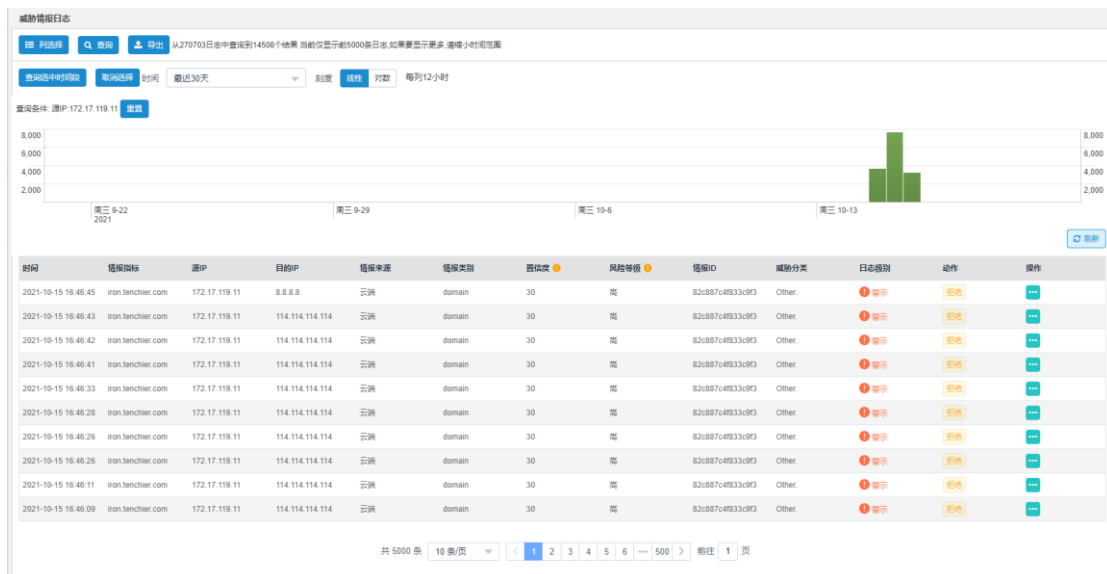 威胁情报日志
列选择 查询 导出 从270703日志中查询到14508个结果 当前仅显示前5000条日志,如果要显示更多,请缩小时间范围
查询选中时间段 取消选择 时间 最近30天 刻度 线性 对数 每列12小时
查询条件: 源IP:172.17.119.11 重置
8,000 8,000
6,000 6,000
4,000 4,000
2,000 2,000
周三 9-22 周三 9-29 周三 10-6 周三 10-13
2021
刷新
时间 情报指标 源IP 目的IP 情报来源 情报类别 置信度 风险等级 情报ID 威胁分类 日志级别 动作 操作
2021-10-15 16:46:45 iron.tenchier.com 172.17.119.11 8.8.8.8 云端 domain 30 高 82c887c4f833c9f3 Other. 警示 拒绝
2021-10-15 16:46:43 iron.tenchier.com 172.17.119.11 114.114.114.114 云端 domain 30 高 82c887c4f833c9f3 Other. 警示 拒绝
2021-10-15 16:46:42 iron.tenchier.com 172.17.119.11 114.114.114.114 云端 domain 30 高 82c887c4f833c9f3 Other. 警示 拒绝
2021-10-15 16:46:41 iron.tenchier.com 172.17.119.11 114.114.114.114 云端 domain 30 高 82c887c4f833c9f3 Other. 警示 拒绝
2021-10-15 16:46:33 iron.tenchier.com 172.17.119.11 114.114.114.114 云端 domain 30 高 82c887c4f833c9f3 Other. 警示 拒绝
2021-10-15 16:46:28 iron.tenchier.com 172.17.119.11 114.114.114.114 云端 domain 30 高 82c887c4f833c9f3 Other. 警示 拒绝
2021-10-15 16:46:26 iron.tenchier.com 172.17.119.11 114.114.114.114 云端 domain 30 高 82c887c4f833c9f3 Other. 警示 拒绝
2021-10-15 16:46:26 iron.tenchier.com 172.17.119.11 114.114.114.114 云端 domain 30 高 82c887c4f833c9f3 Other. 警示 拒绝
2021-10-15 16:46:11 iron.tenchier.com 172.17.119.11 114.114.114.114 云端 domain 30 高 82c887c4f833c9f3 Other. 警示 拒绝
2021-10-15 16:46:09 iron.tenchier.com 172.17.119.11 114.114.114.114 云端 domain 30 高 82c887c4f833c9f3 Other. 警示 拒绝
共 5000 条 10 条/页 1 2 3 4 5 6 ··· 500 前往 1 页